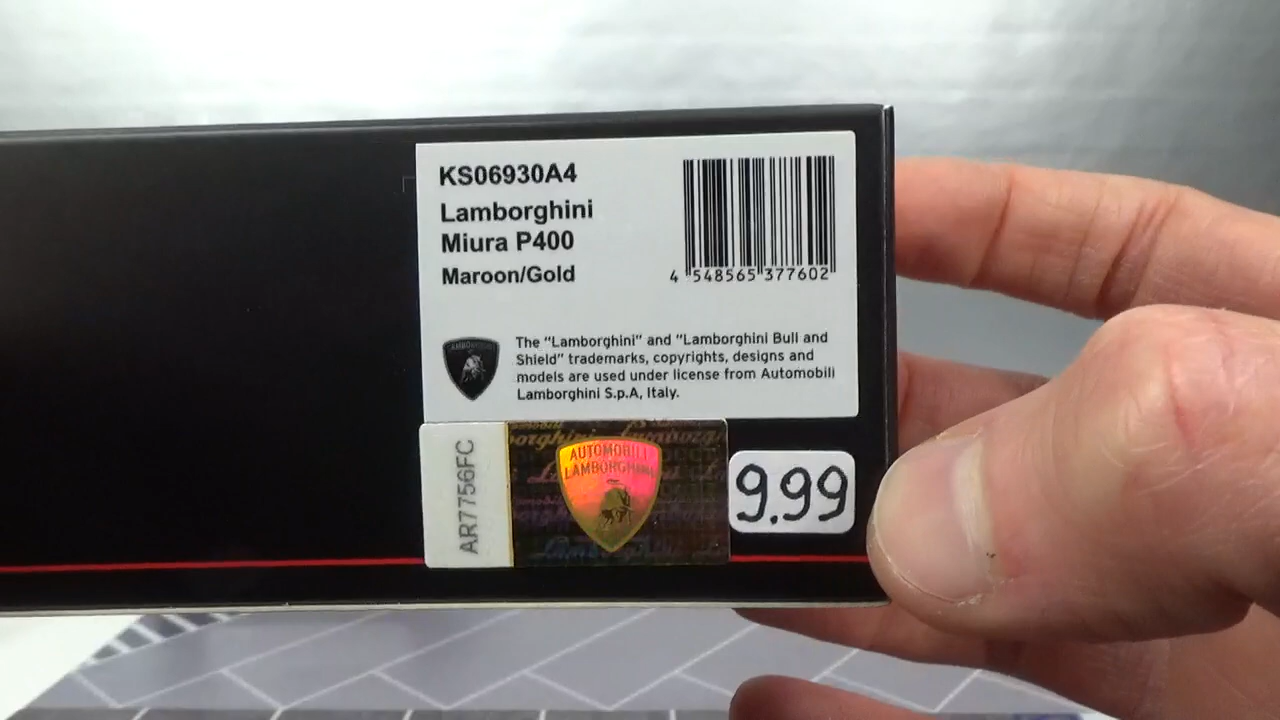 KS06930A4
Lamborghini
Miura P400
Maroon/Gold
4 548565 377602
The "Lamborghini" and "Lamborghini Bull and
Shield" trademarks, copyrights, designs and
models are used under license from Automobili
Lamborghini S.p.A, Italy.
LAMBORGHINI
AR7756FC
AUTOMOBILI
LAMBORGHINI
9.99